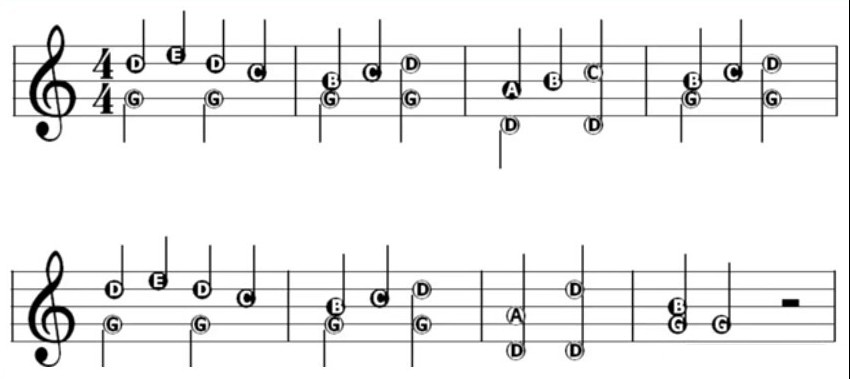 4 D E D C B C D A B C B C D
4 G G G G D D G G
D E D C B C D A D B
G G G G D D G G